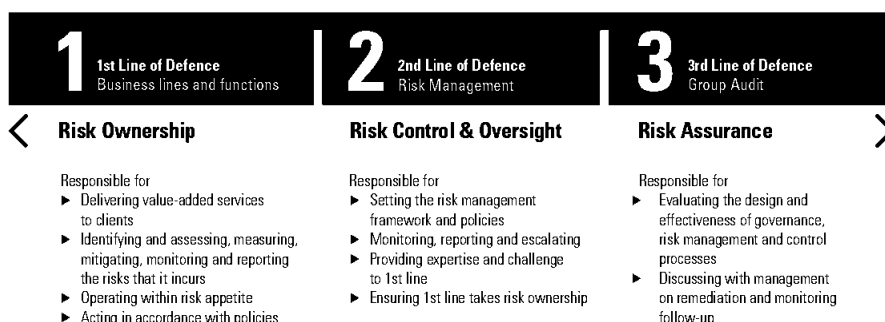 1
1st Line of Defence
Business lines and functions
Risk Ownership
Responsible for
► Delivering value-added services
to clients
► Identifying and assessing, measuring,
mitigating, monitoring and reporting
the risks that it incurs
► Operating within risk appetite
► Acting in accordance with policies
2
2nd Line of Defence
Risk Management
Risk Control & Oversight
Responsible for
► Setting the risk management
framework and policies
► Monitoring, reporting and escalating
► Providing expertise and challenge
to 1st line
► Ensuring 1st line takes risk ownership
3
3rd Line of Defence
Group Audit
Risk Assurance
Responsible for
► Evaluating the design and
effectiveness of governance,
risk management and control
processes
► Discussing with management
on remediation and monitoring
follow-up